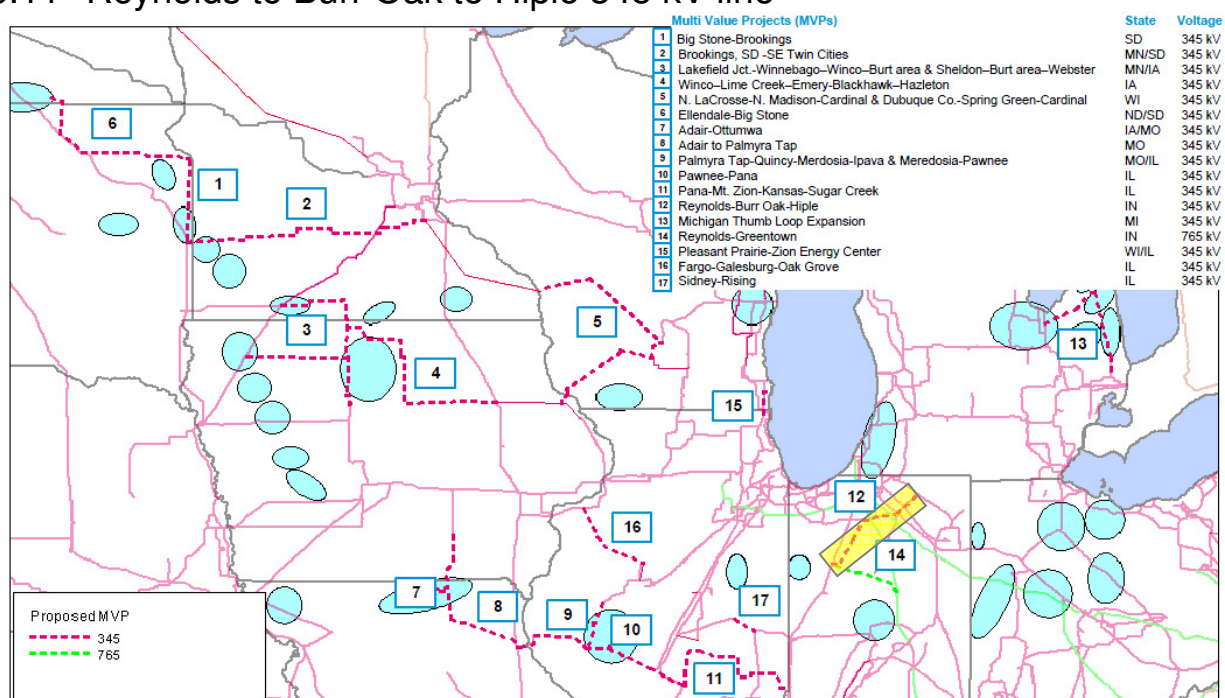 Reynolds to Burr Oak to Hiple 345 kV line
Multi Value Projects (MVPs) State Voltage
1 Big Stone-Brookings SD 345 kV
2 Brookings, SD -SE Twin Cities MN/SD 345 kV
3 Lakefield Jct.-Winnebago–Winco–Burt area & Sheldon–Burt area–Webster MN/IA 345 kV
4 Winco–Lime Creek–Emery-Blackhawk–Hazleton IA 345 kV
5 N. LaCrosse-N. Madison-Cardinal & Dubuque Co.-Spring Green-Cardinal WI 345 kV
6 Ellendale-Big Stone ND/SD 345 kV
7 Adair-Ottumwa IA/MO 345 kV
8 Adair to Palmyra Tap MO 345 kV
9 Palmyra Tap-Quincy-Merdosia-Ipava & Meredosia-Pawnee MO/IL 345 kV
10 Pawnee-Pana IL 345 kV
11 Pana-Mt. Zion-Kansas-Sugar Creek IL 345 kV
12 Reynolds-Burr Oak-Hiple IN 345 kV
13 Michigan Thumb Loop Expansion MI 345 kV
14 Reynolds-Greentown IN 765 kV
15 Pleasant Prairie-Zion Energy Center WI/IL 345 kV
16 Fargo-Galesburg-Oak Grove IL 345 kV
17 Sidney-Rising IL 345 kV
6
1
2
3
5
13
4
15
12
16
14
7
8
9
10
17
11
Proposed MVP
345
765